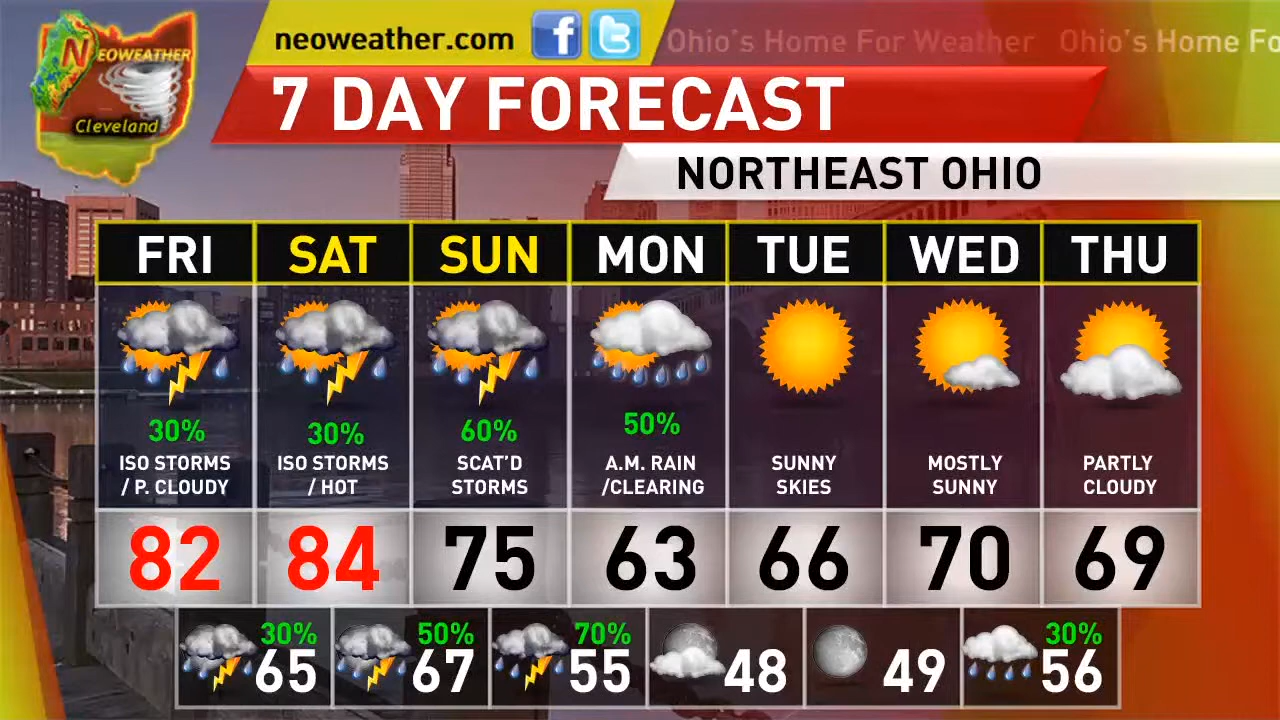 NEOWEATHER
Cleveland
neoweather.com
Ohio's Home For Weather Ohio's Home Fo
7 DAY FORECAST
NORTHEAST OHIO
FRI SAT SUN MON TUE WED THU
30% 30% 60% 50%
ISO STORMS ISO STORMS SCAT'D A.M. RAIN SUNNY MOSTLY PARTLY
/ P. CLOUDY / HOT STORMS /CLEARING SKIES SUNNY CLOUDY
82 84 75 63 66 70 69
30% 50% 70% 30%
65 67 55 48 49 56